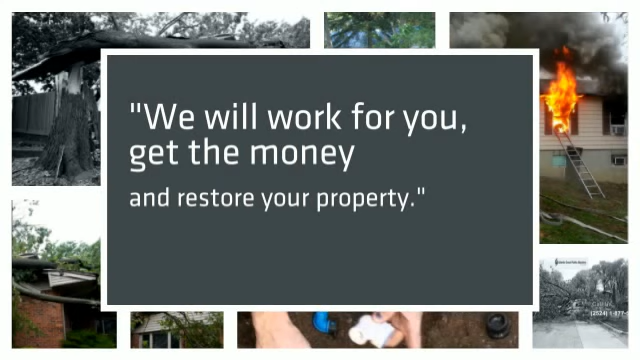 "We will work for you,
get the money
and restore your property."